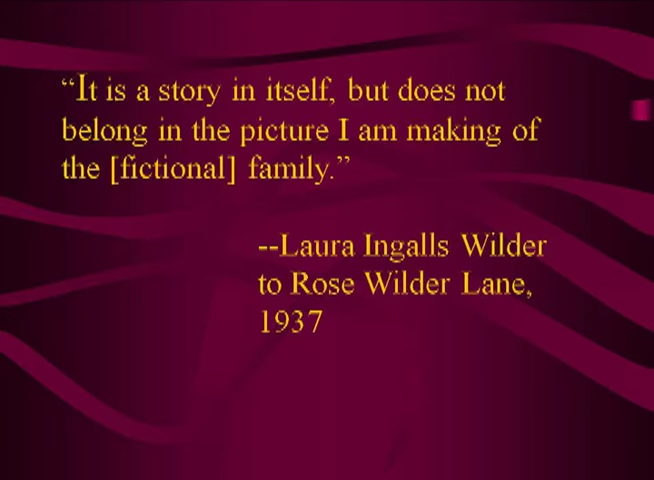 “It is a story in itself, but does not
belong in the picture I am making of
the [fictional] family.”
--Laura Ingalls Wilder
to Rose Wilder Lane,
1937